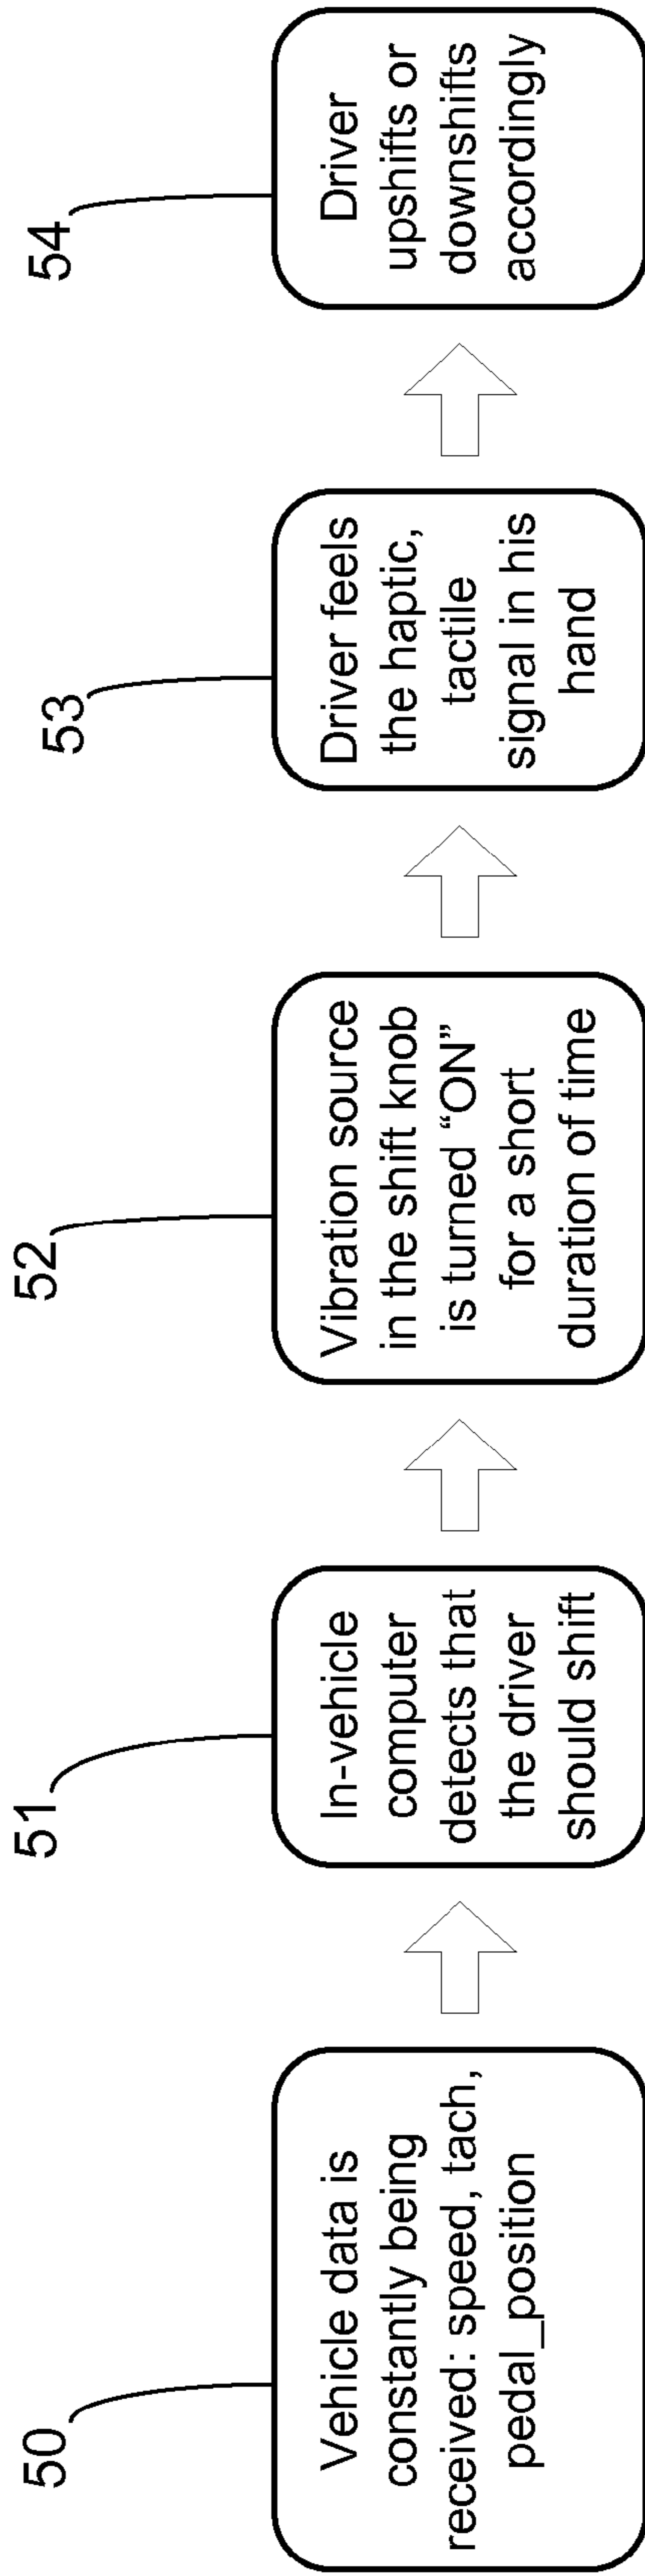 50
Vehicle data is
constantly being
received: speed, tach,
pedal_position
51
In-vehicle
computer
detects that
the driver
should shift
52
Vibration source
in the shift knob
is turned “ON”
for a short
duration of time
53
Driver feels
the haptic,
tactile
signal in his
hand
54
Driver
upshifts or
downshifts
accordingly